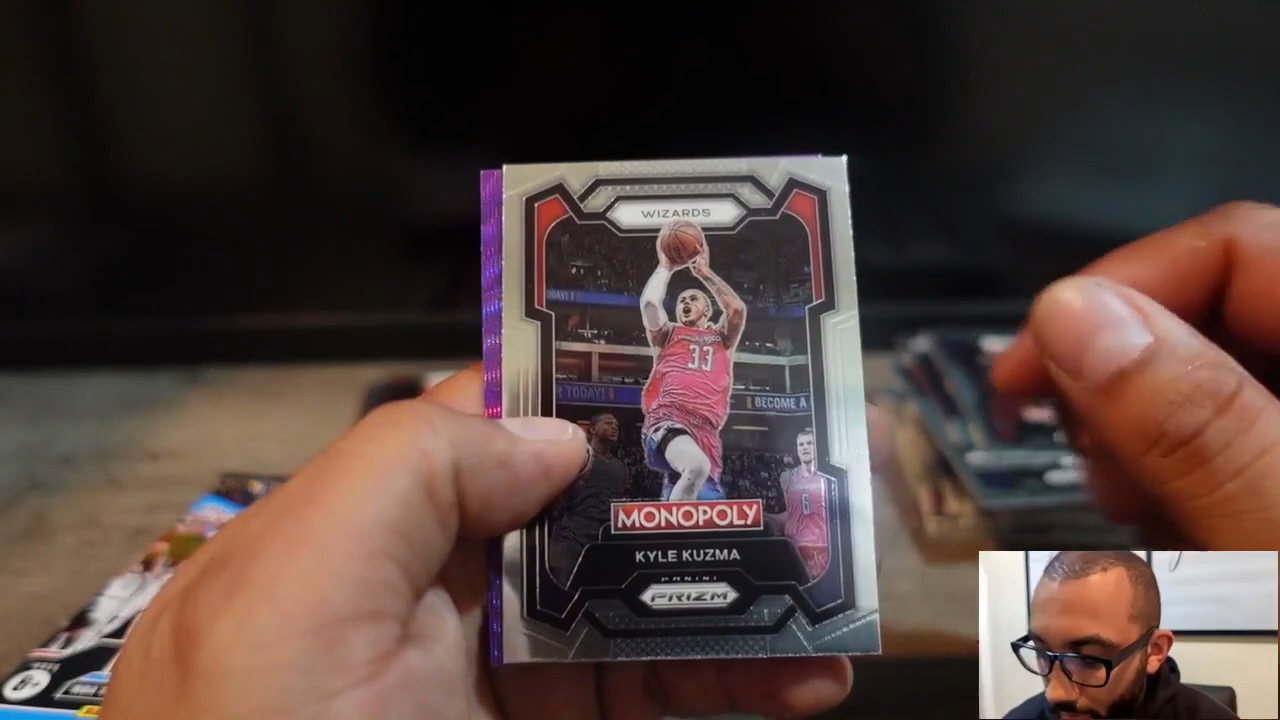 WIZARDS
33
R TODAY!
BECOME A
6
MONOPOLY
KYLE KUZMA
PANINI
PRIZM